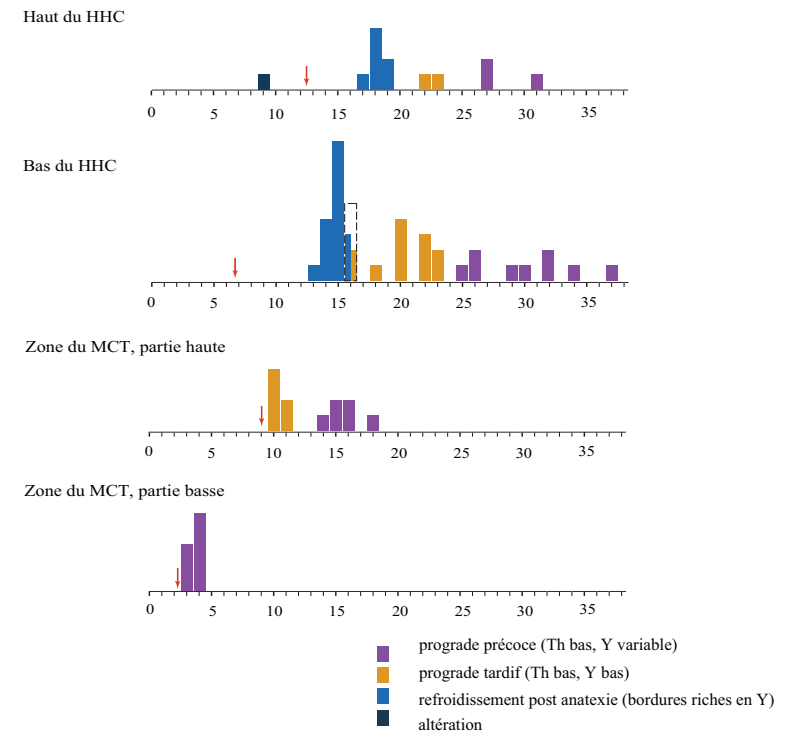 Haut du HHC
0 5 10 15 20 25 30 35
Bas du HHC
0 5 10 15 20 25 30 35
Zone du MCT, partie haute
0 5 10 15 20 25 30 35
Zone du MCT, partie basse
0 5 10 15 20 25 30 35
prograde précoce (Th bas, Y variable)
prograde tardif (Th bas, Y bas)
refroidissement post anatexie (bordures riches en Y)
altération